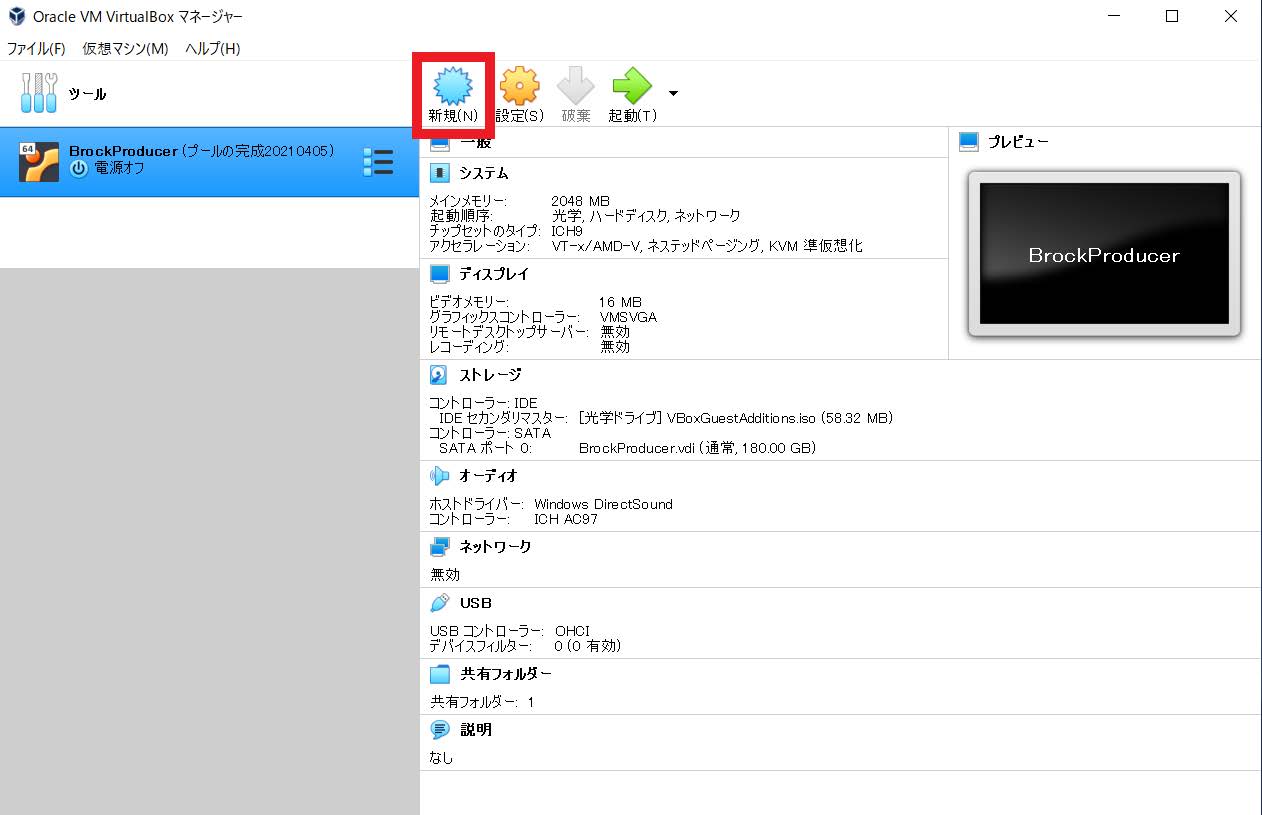 Oracle VM VirtualBox マネージャー
ファイル(F) 仮想マシン(M) ヘルプ(H)
ツール
新規(N) 設定(S) 破棄 起動(T)
64
BrockProducer (プールの完成20210405)
電源オフ
一般
システム
メインメモリー: 2048 MB
起動順序: 光学, ハードディスク, ネットワーク
チップセットのタイプ: ICH9
アクセラレーション: VT-x/AMD-V, ネステッドページング, KVM 準仮想化
ディスプレイ
ビデオメモリー: 16 MB
グラフィックスコントローラー: VMSVGA
リモートデスクトップサーバー: 無効
レコーディング: 無効
プレビュー
BrockProducer
ストレージ
コントローラー: IDE
IDE セカンダリマスター: [光学ドライブ] VBoxGuestAdditions.iso (58.32 MB)
コントローラー: SATA
SATA ポート 0: BrockProducer.vdi (通常, 180.00 GB)
オーディオ
ホストドライバー: Windows DirectSound
コントローラー: ICH AC97
ネットワーク
無効
USB
USB コントローラー: OHCI
デバイスフィルター: 0 (0 有効)
共有フォルダー
共有フォルダー: 1
説明
なし